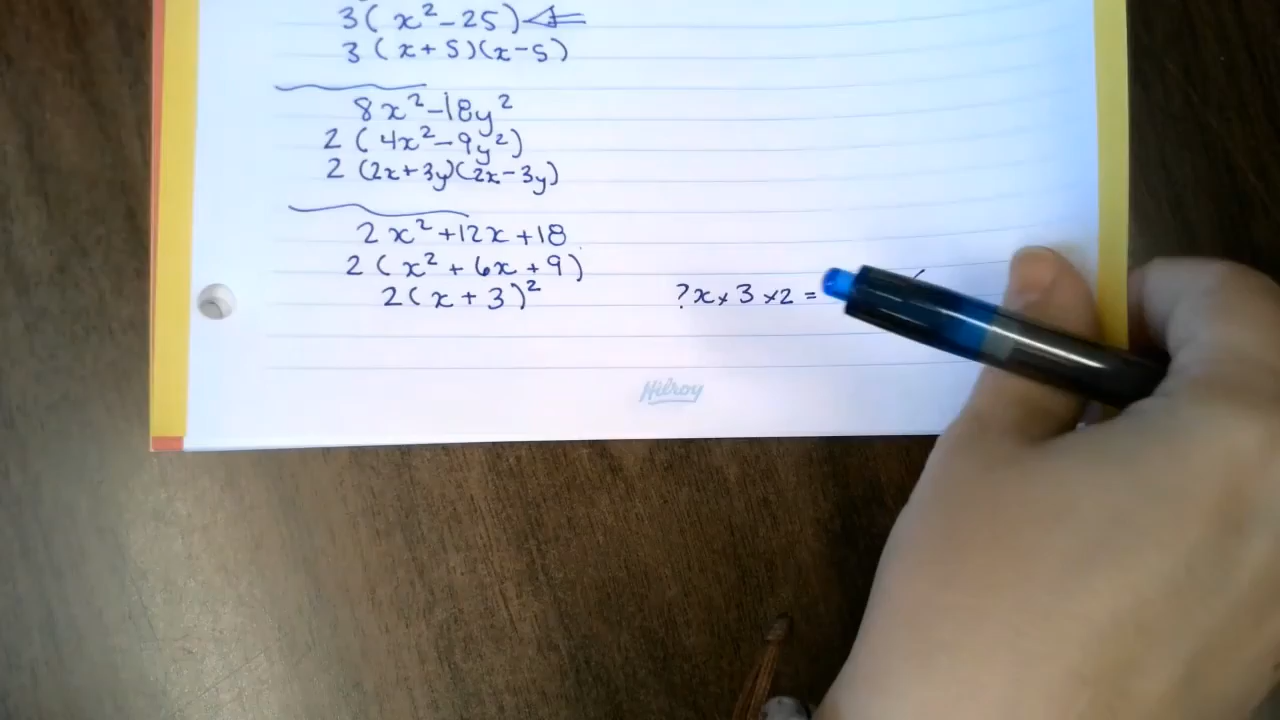 3(x²-25)⇐
3(x+5)(x-5)
8x²-18y²
2(4x²-9y²)
2(2x+3y)(2x-3y)
2x²+12x+18
2(x²+6x+9)
2(x+3)²
?x×3×2=
Hilroy